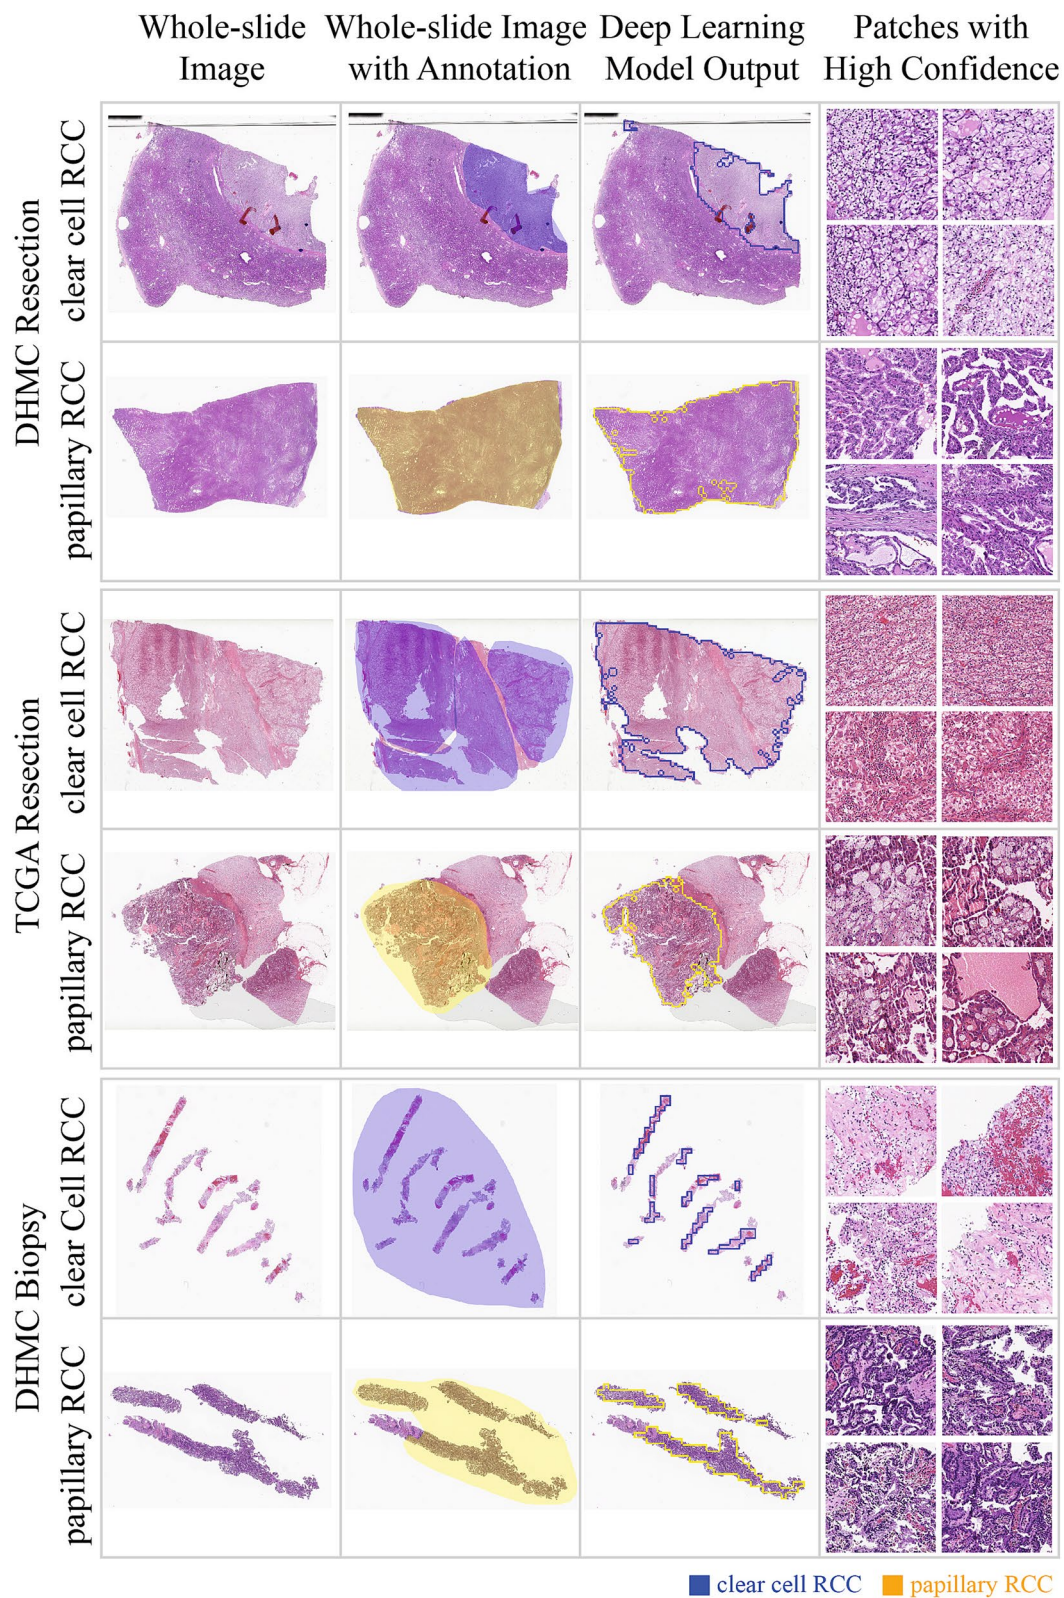 Whole-slide Image
Whole-slide Image with Annotation
Deep Learning Model Output
Patches with High Confidence
DHMC Resection
clear cell RCC
papillary RCC
TCGA Resection
clear cell RCC
papillary RCC
DHMC Biopsy
clear Cell RCC
papillary RCC
clear cell RCC
papillary RCC